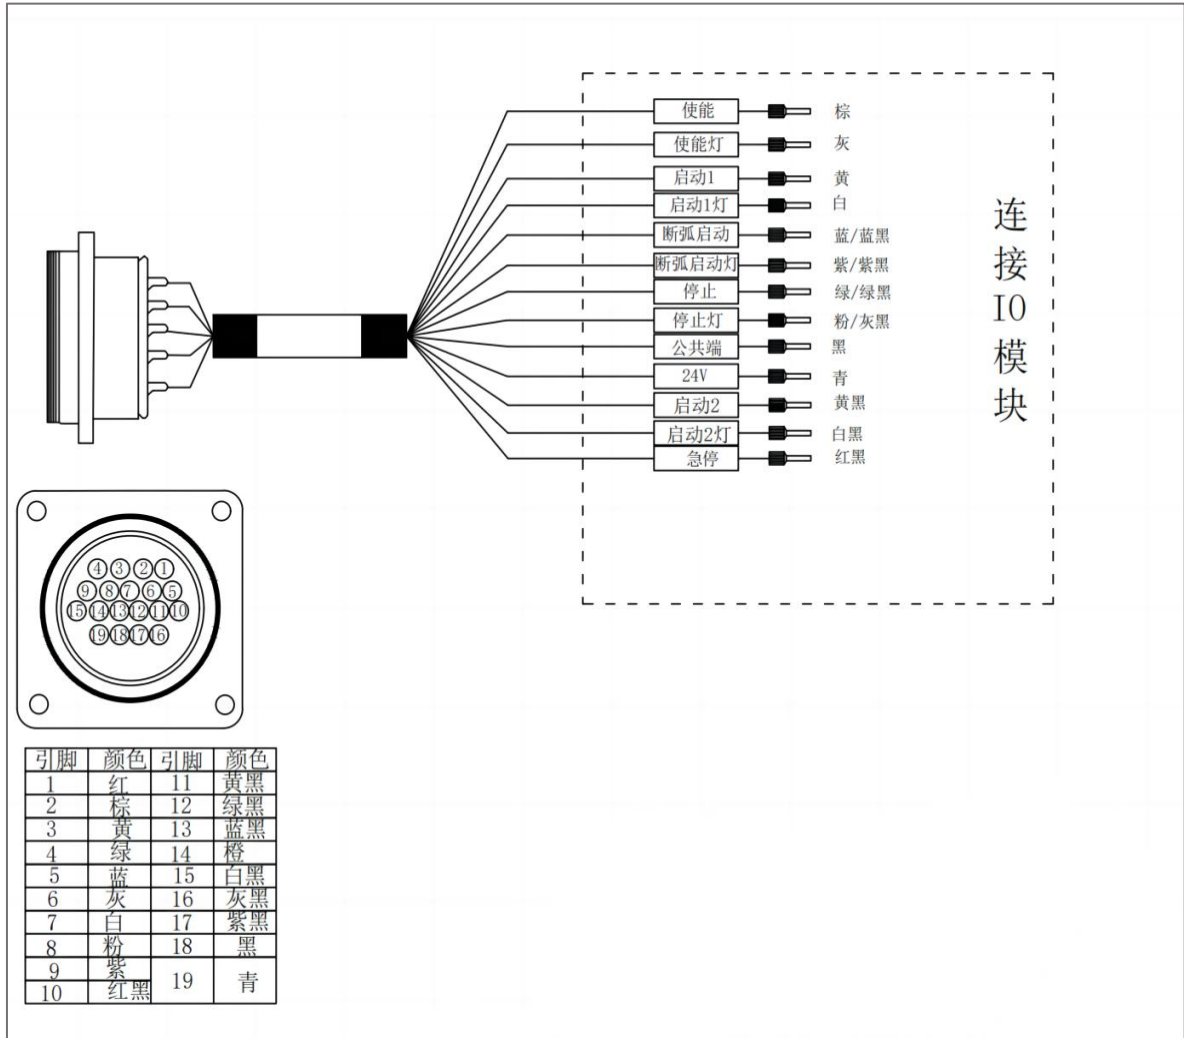 使能 棕
使能灯 灰
启动1 黄
启动1灯 白
断弧启动 蓝/蓝黑
断弧启动灯 紫/紫黑
停止 绿/绿黑
停止灯 粉/灰黑
公共端 黑
24V 青
启动2 黄黑
启动2灯 白黑
急停 红黑
连接IO模块
4 3 2 1
9 8 7 6 5
15 14 13 12 11 10
19 18 17 16
引脚 颜色 引脚 颜色
1 红 11 黄黑
2 棕 12 绿黑
3 黄 13 蓝黑
4 绿 14 橙
5 蓝 15 白黑
6 灰 16 灰黑
7 白 17 紫黑
8 粉 18 黑
9 紫 19 青
10 红黑